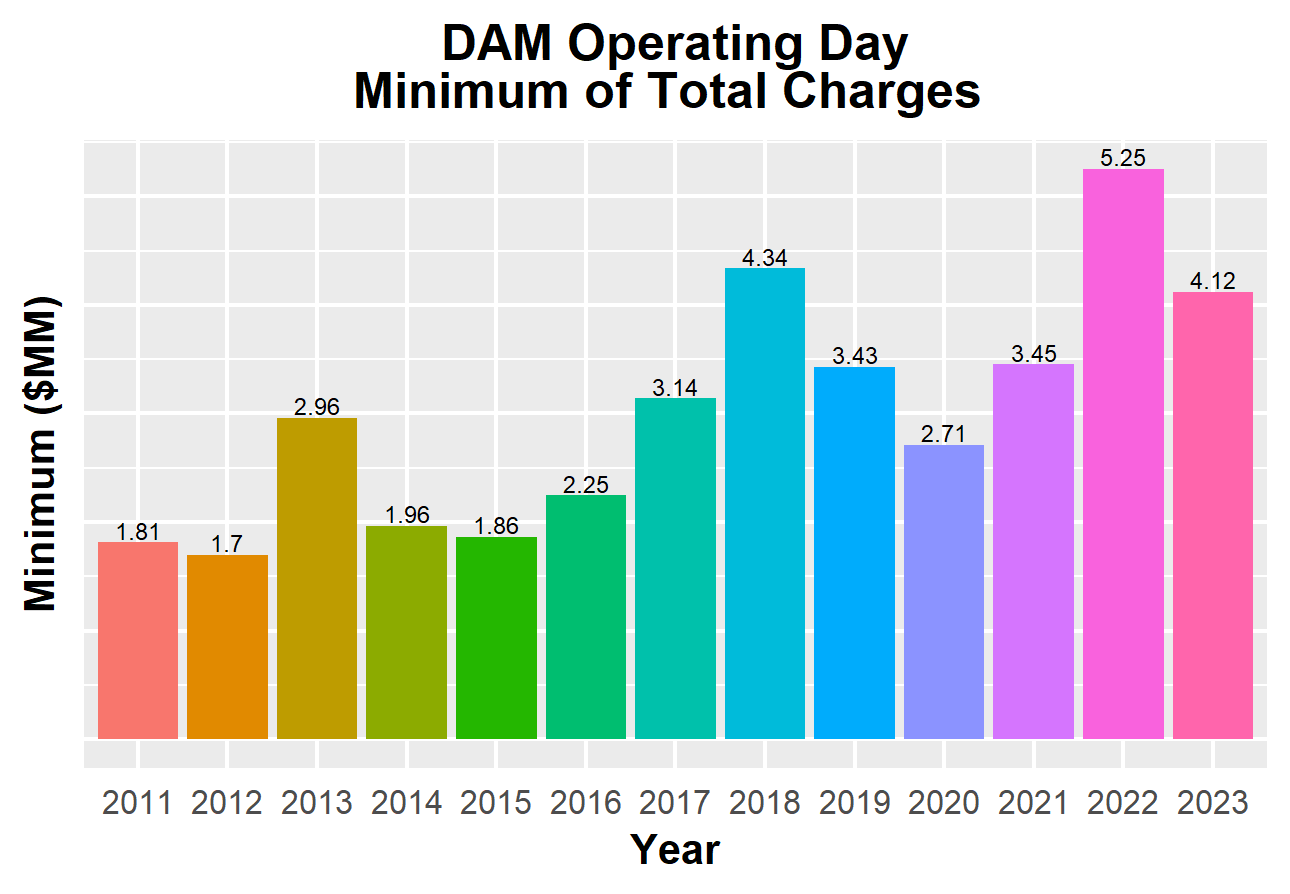 DAM Operating Day
Minimum of Total Charges
Minimum ($MM)
1.81
1.7
2.96
1.96
1.86
2.25
3.14
4.34
3.43
2.71
3.45
5.25
4.12
2011 2012 2013 2014 2015 2016 2017 2018 2019 2020 2021 2022 2023
Year